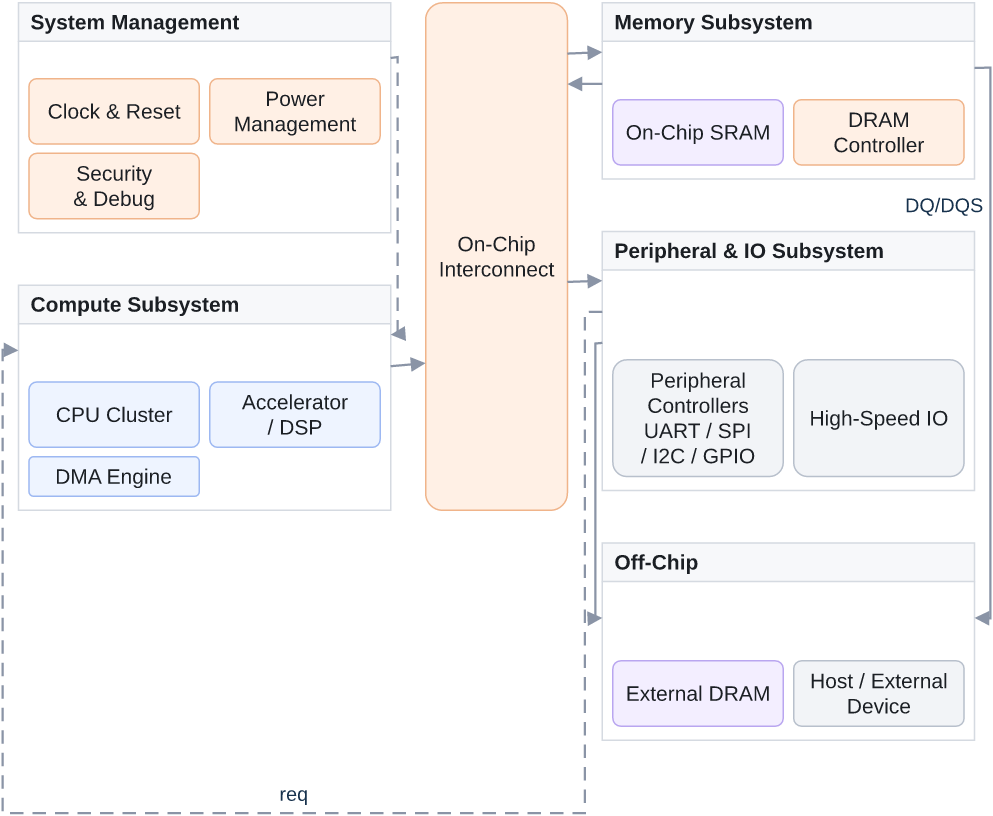 System Management
Clock & Reset
Power
Management
Security
& Debug
Compute Subsystem
CPU Cluster
Accelerator
/ DSP
DMA Engine
On-Chip
Interconnect
Memory Subsystem
On-Chip SRAM
DRAM
Controller
DQ/DQS
Peripheral & IO Subsystem
Peripheral
Controllers
UART / SPI
/ I2C / GPIO
High-Speed IO
Off-Chip
External DRAM
Host / External
Device
req